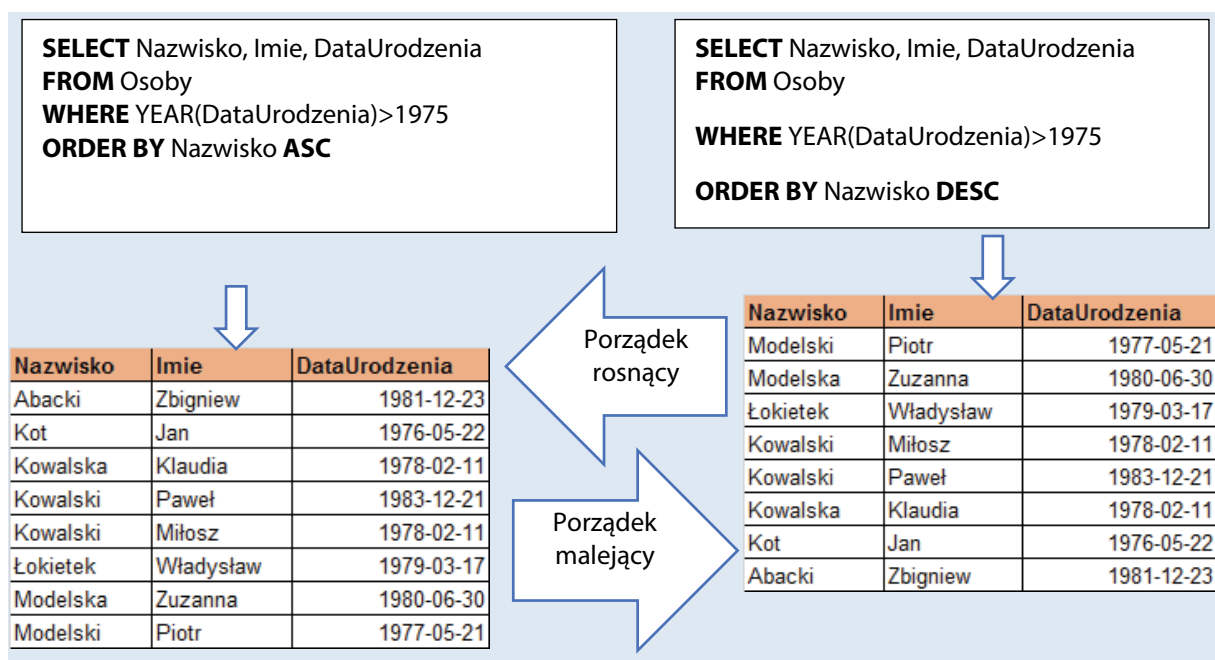 SELECT Nazwisko, Imie, DataUrodzenia
FROM Osoby
WHERE YEAR(DataUrodzenia)>1975
ORDER BY Nazwisko ASC
SELECT Nazwisko, Imie, DataUrodzenia
FROM Osoby
WHERE YEAR(DataUrodzenia)>1975
ORDER BY Nazwisko DESC
Nazwisko Imie DataUrodzenia
Abacki Zbigniew 1981-12-23
Kot Jan 1976-05-22
Kowalska Klaudia 1978-02-11
Kowalski Paweł 1983-12-21
Kowalski Miłosz 1978-02-11
Łokietek Władysław 1979-03-17
Modelska Zuzanna 1980-06-30
Modelski Piotr 1977-05-21
Porządek
rosnący
Porządek
malejący
Nazwisko Imie DataUrodzenia
Modelski Piotr 1977-05-21
Modelska Zuzanna 1980-06-30
Łokietek Władysław 1979-03-17
Kowalski Miłosz 1978-02-11
Kowalski Paweł 1983-12-21
Kowalska Klaudia 1978-02-11
Kot Jan 1976-05-22
Abacki Zbigniew 1981-12-23